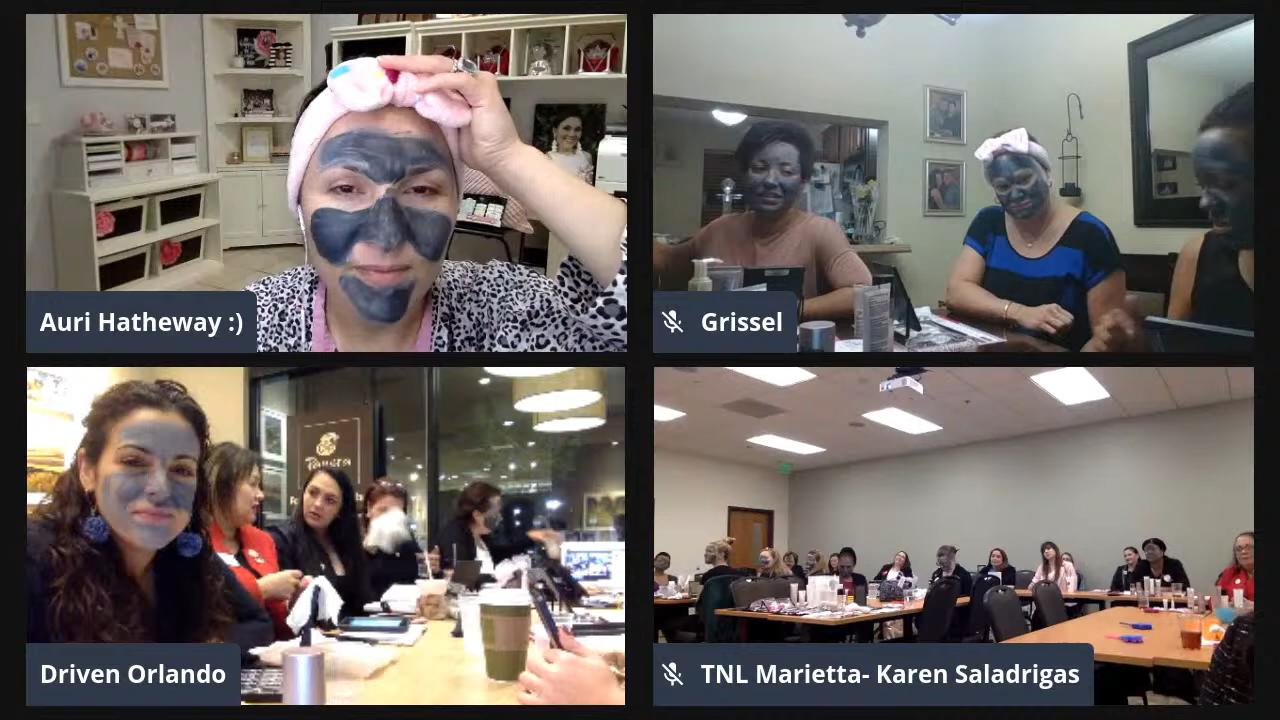 Auri Hatheway :)
Grissel
Panera
Driven Orlando
TNL Marietta- Karen Saladrigas